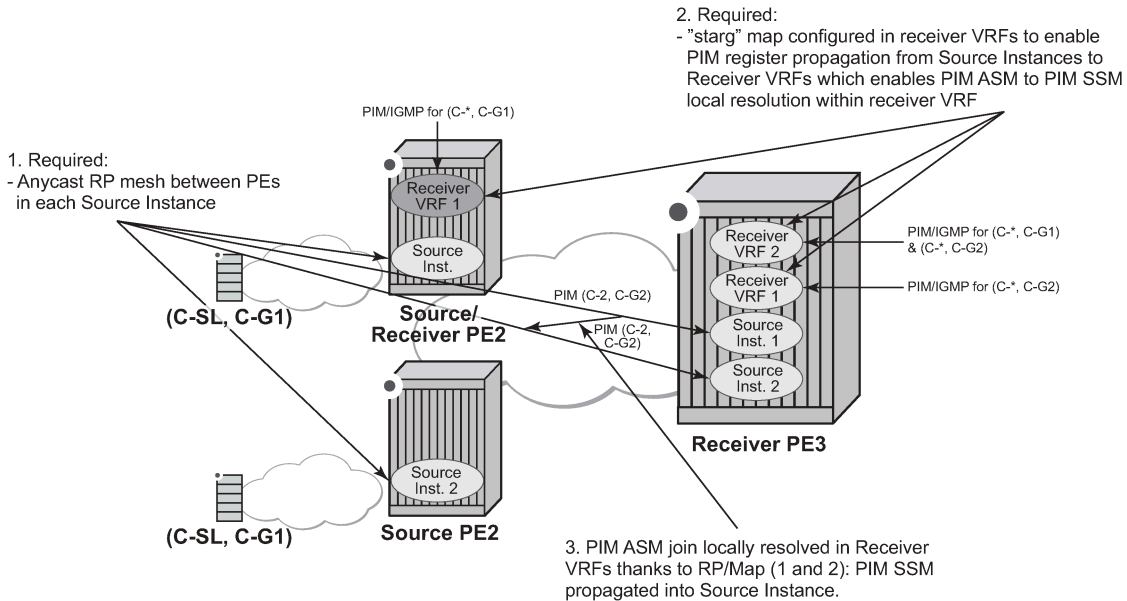 2. Required:
- ”starg” map configured in receiver VRFs to enable
PIM register propagation from Source Instances to
Receiver VRFs which enables PIM ASM to PIM SSM
local resolution within receiver VRF
PIM/IGMP for (C-*, C-G1)
1. Required:
- Anycast RP mesh between PEs
in each Source Instance
Receiver
VRF 1
Source
Inst.
(C-SL, C-G1)
Source/
Receiver PE2
Receiver
VRF 2
PIM/IGMP for (C-*, C-G1)
& (C-*, C-G2)
Receiver
VRF 1
PIM/IGMP for (C-*, C-G2)
PIM (C-2, C-G2)
PIM (C-2,
C-G2)
Source
Inst. 1
Source
Inst. 2
Receiver PE3
Source
Inst. 2
(C-SL, C-G1)
Source PE2
3. PIM ASM join locally resolved in Receiver
VRFs thanks to RP/Map (1 and 2): PIM SSM
propagated into Source Instance.